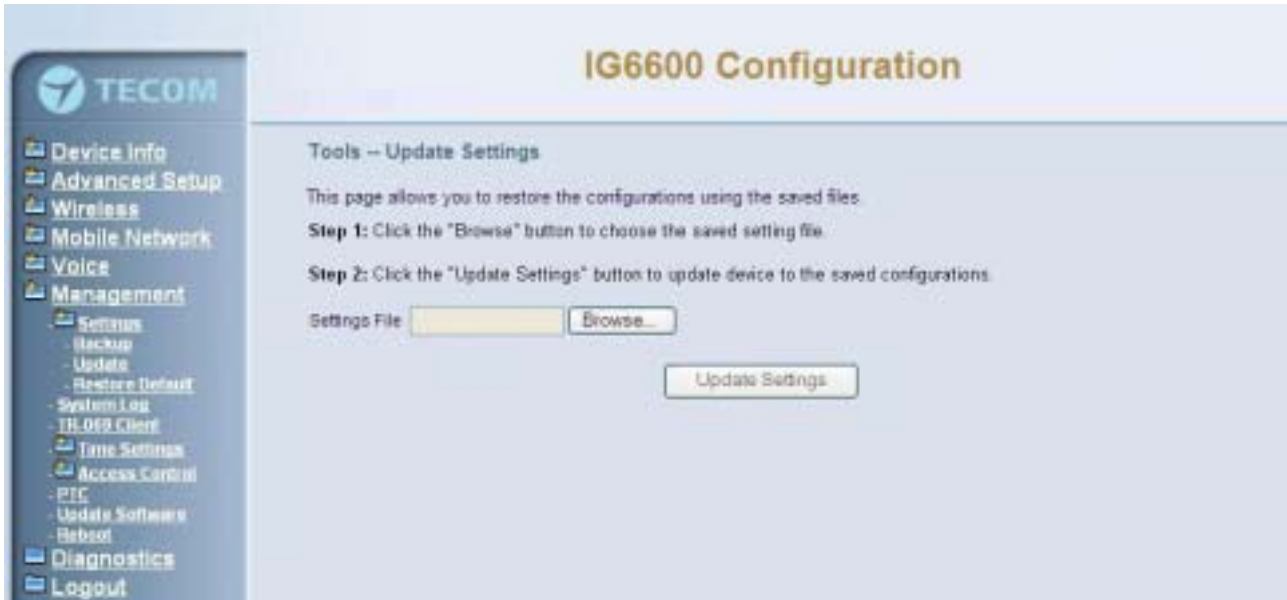 IG6600 Configuration
TECOM
Device Info
Advanced Setup
Wireless
Mobile Network
Voice
Management
Settings
- Backup
- Update
- Restore Default
- System Log
- TR-069 Client
Time Settings
Access Control
- PTC
- Update Software
- Reboot
Diagnostics
Logout
Tools -- Update Settings
This page allows you to restore the configurations using the saved files.
Step 1: Click the "Browse" button to choose the saved setting file.
Step 2: Click the "Update Settings" button to update device to the saved configurations.
Settings File Browse...
Update Settings